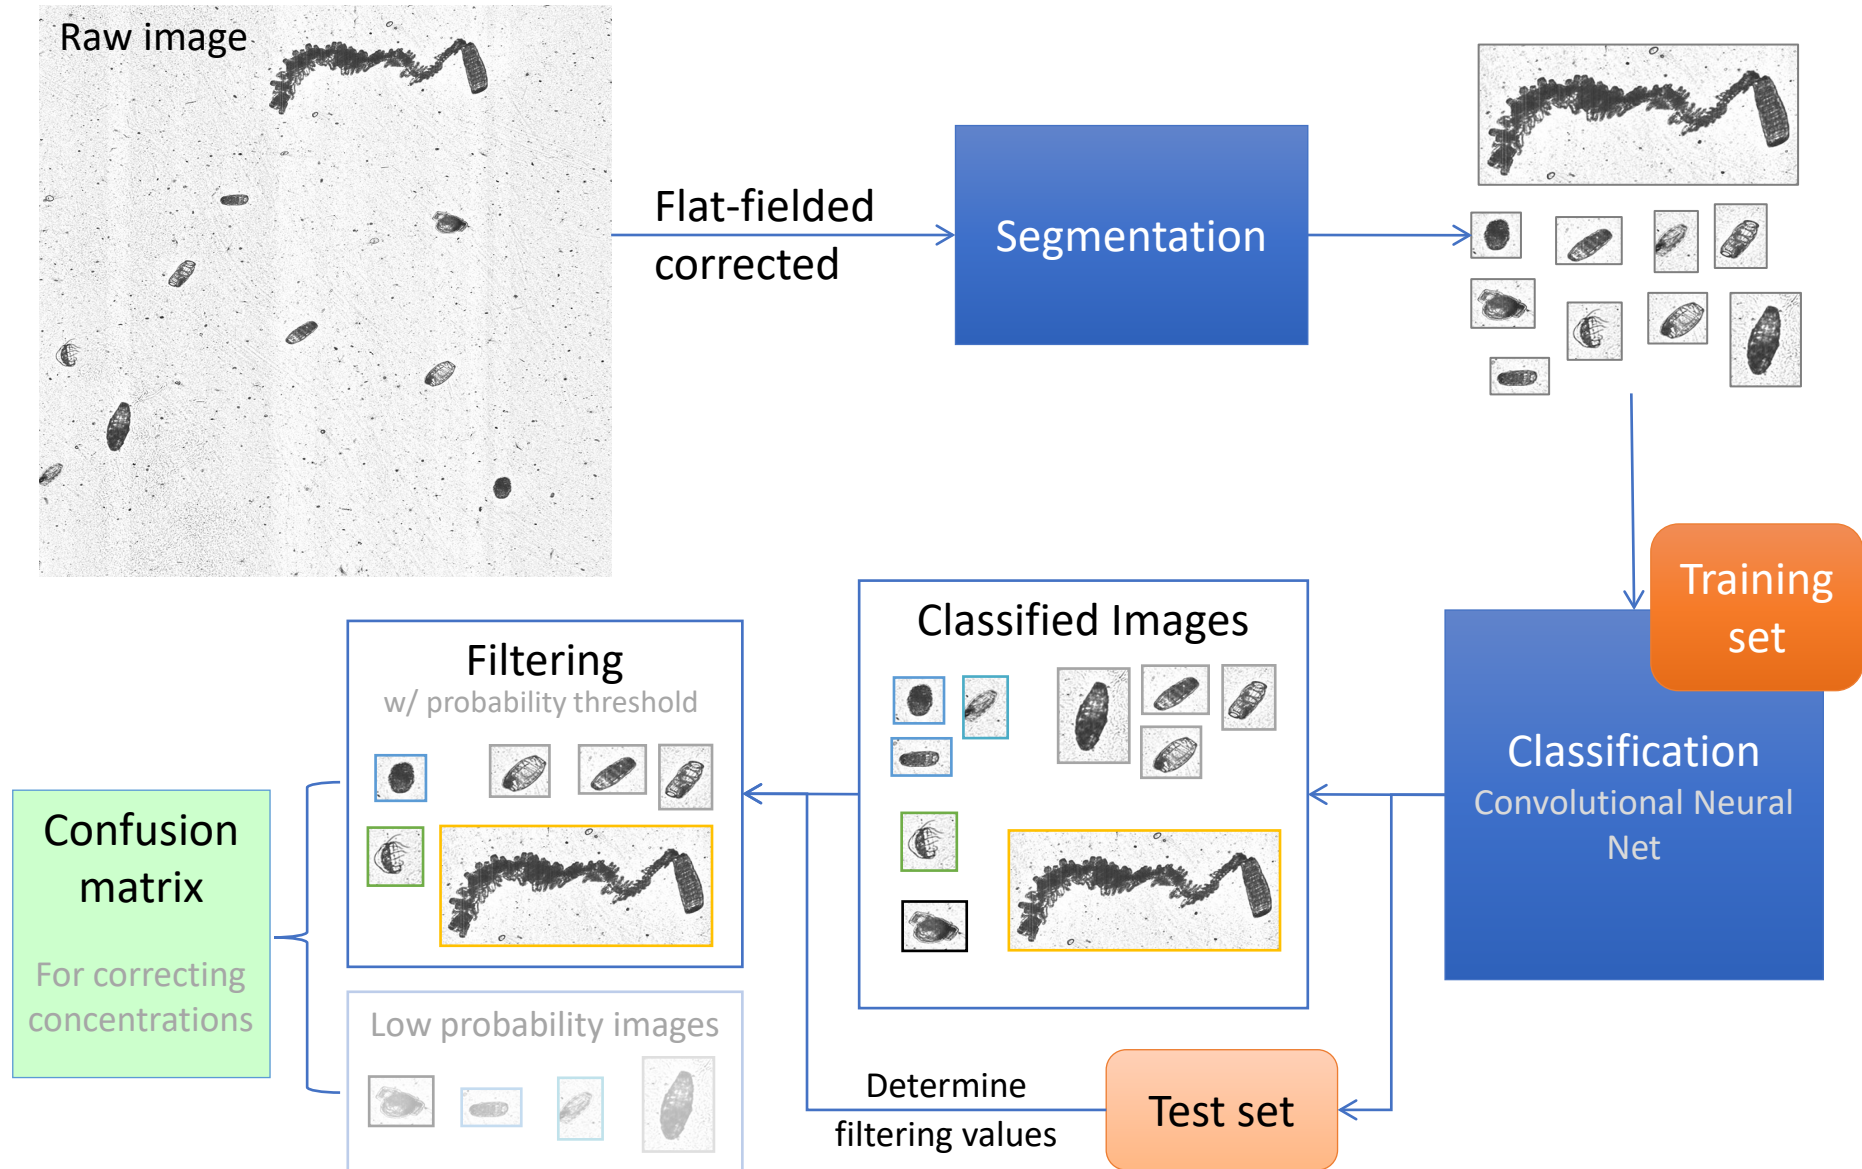 Raw image
Flat-fielded
corrected
Segmentation
Training
set
Classification
Convolutional Neural
Net
Classified Images
Filtering
w/ probability threshold
Confusion
matrix
For correcting
concentrations
Low probability images
Determine
filtering values
Test set